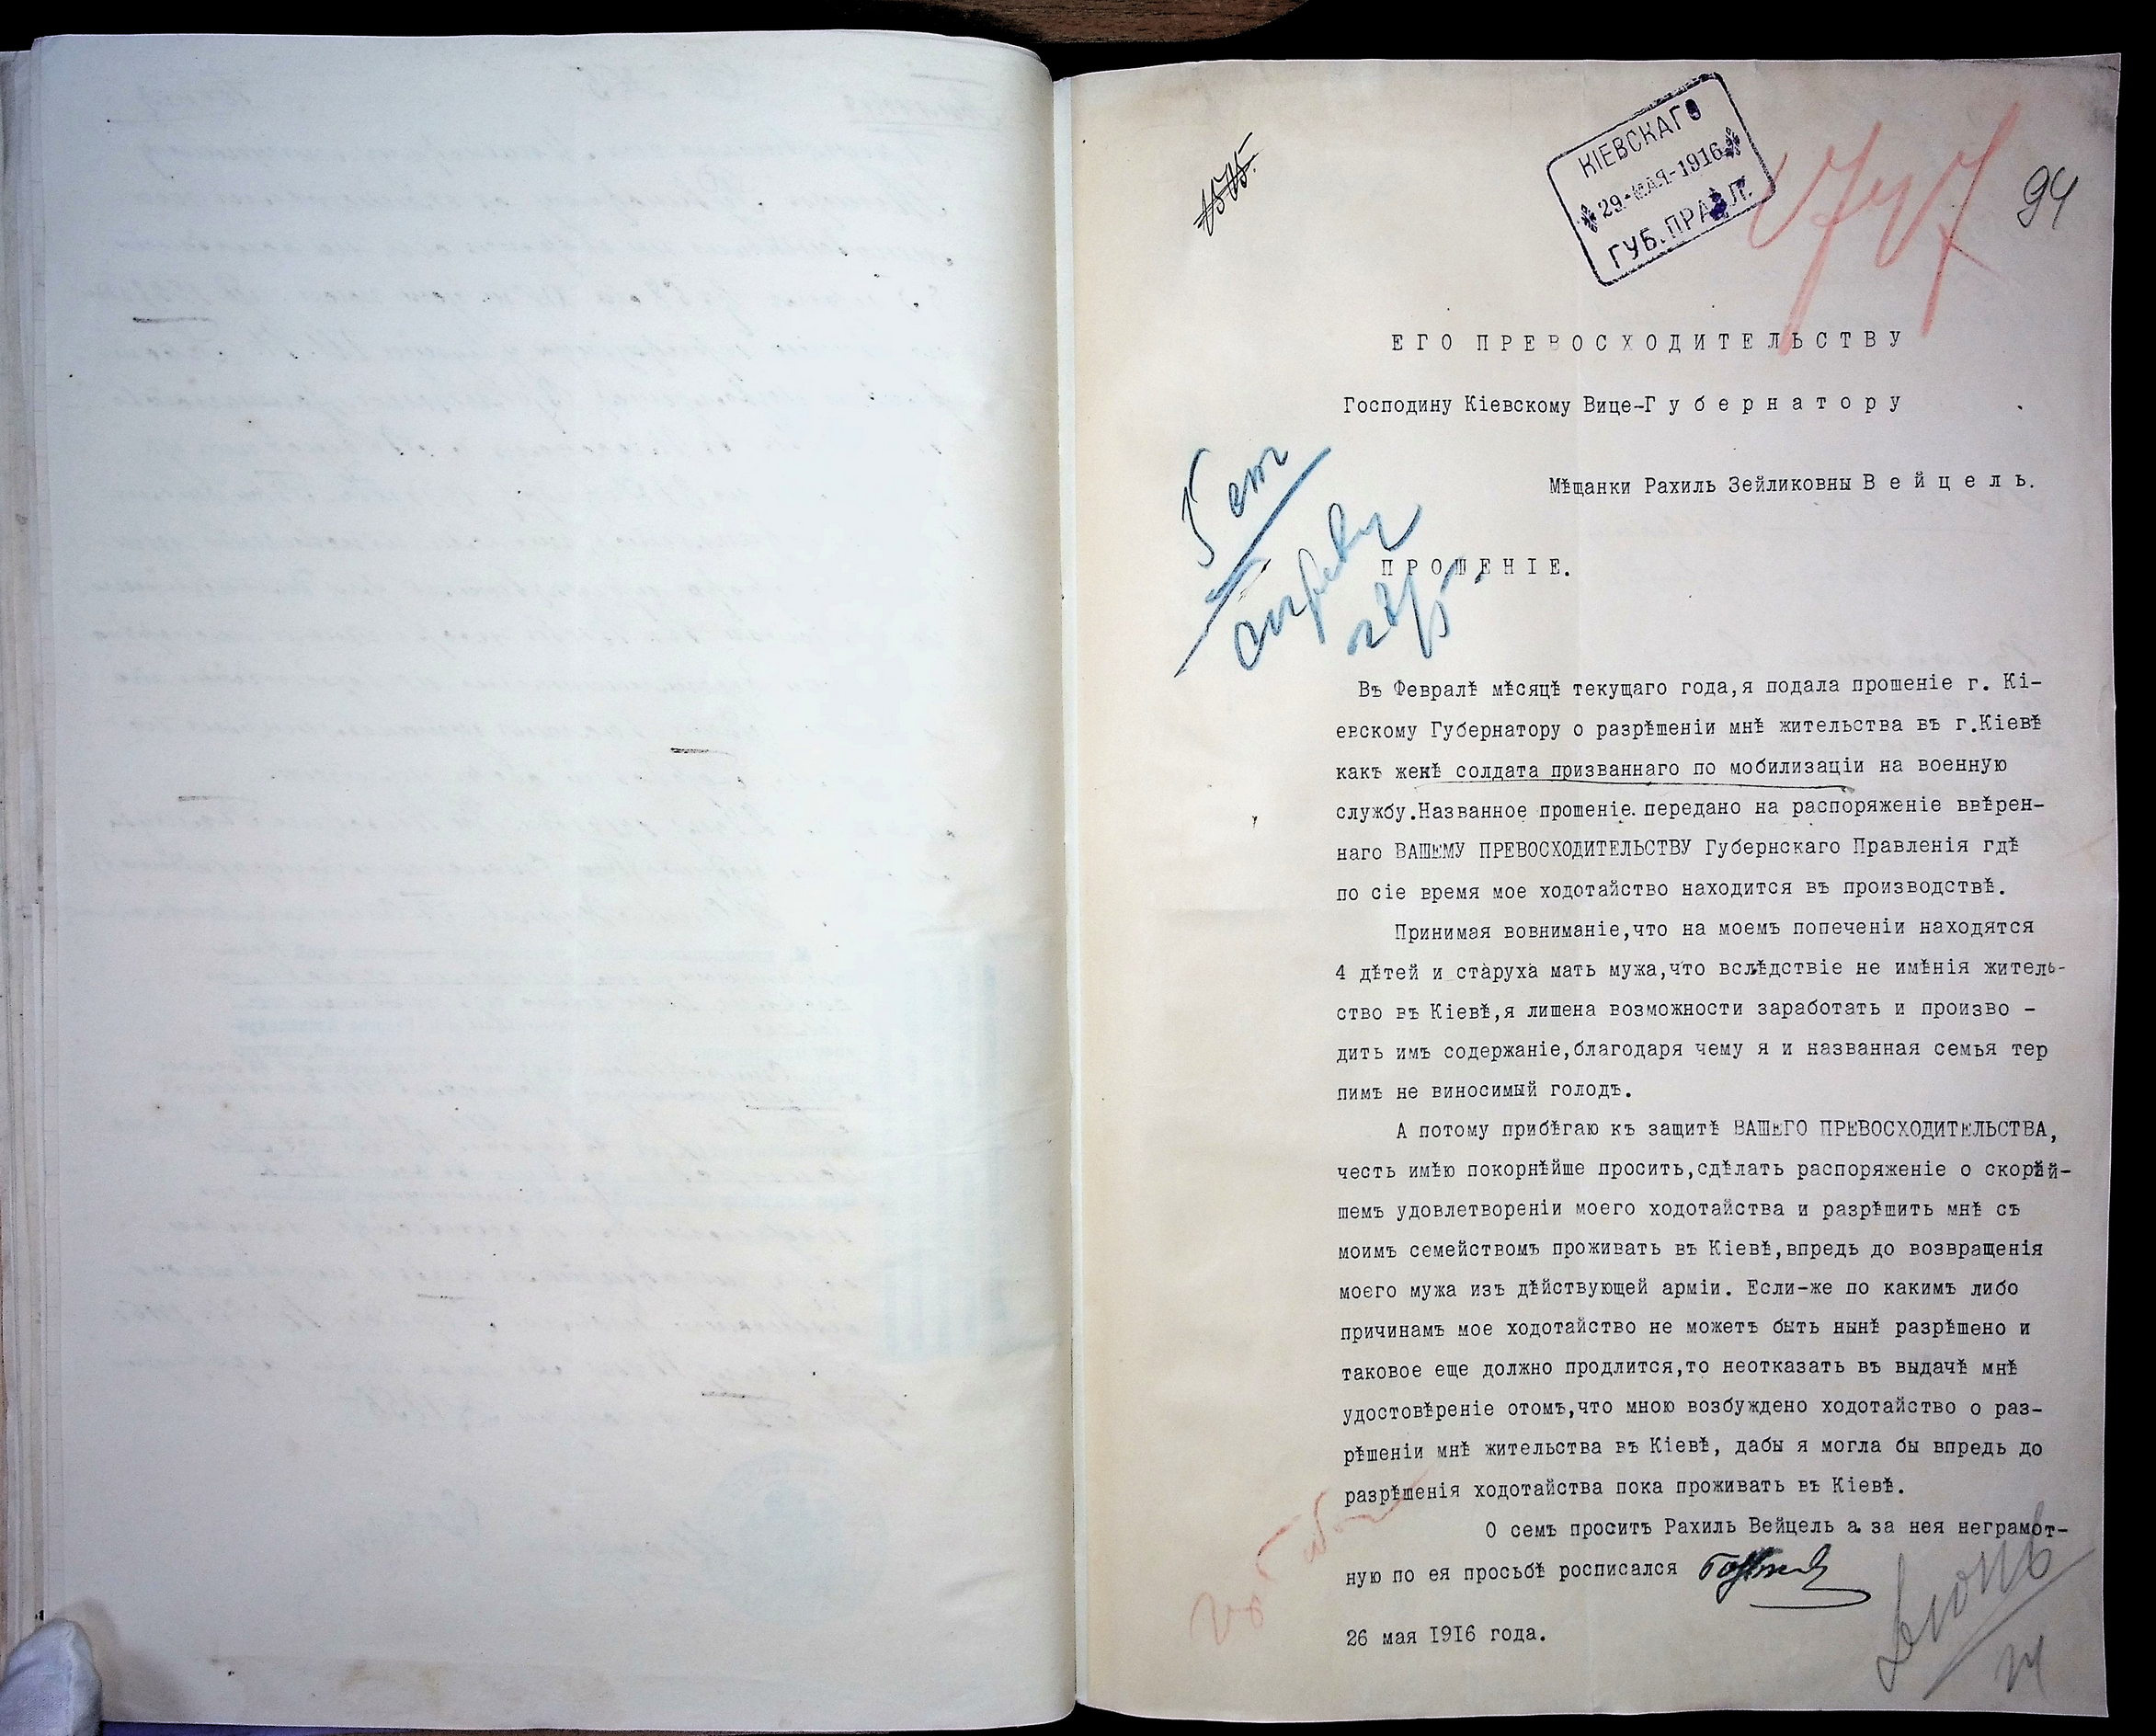 КІЕВСКАГО
29-МАЯ-1916
ГУБ. ПРАВЛ.
94
ЕГО ПРЕВОСХОДИТЕЛЬСТВУ
Господину Кіевскому Вице-Губернатору
Мѣщанки Рахиль Зейликовны Вейцель.
5 ст
28/5.
ПРОШЕНІЕ.
Въ Февралѣ мѣсяцѣ текущаго года,я подала прошеніе г. Кі-
евскому Губернатору о разрѣшеніи мнѣ жительства въ г.Кіевѣ
какъ женѣ солдата призваннаго по мобилизаціи на военную
службу.Названное прошеніе передано на распоряженіе ввѣрен-
наго ВАШЕМУ ПРЕВОСХОДИТЕЛЬСТВУ Губернскаго Правленія гдѣ
по сіе время мое ходотайство находится въ производствѣ.
Принимая вовниманіе,что на моемъ попеченіи находятся
4 дѣтей и старуха мать мужа,что вслѣдствіе не имѣнія житель-
ство въ Кіевѣ,я лишена возможности заработать и произво -
дить имъ содержаніе,благодаря чему я и названная семья тер
пимъ не виносимый голодъ.
А потому прибѣгаю къ защитѣ ВАШЕГО ПРЕВОСХОДИТЕЛЬСТВА,
честь имѣю покорнѣйше просить,сдѣлать распоряженіе о скорѣй-
шемъ удовлетвореніи моего ходотайства и разрѣшить мнѣ съ
моимъ семействомъ проживать въ Кіевѣ,впредь до возвращенія
моего мужа изъ дѣйствующей арміи. Если-же по какимъ либо
причинамъ мое ходотайство не можетъ быть нынѣ разрѣшено и
таковое еще должно продлится,то неотказать въ выдачѣ мнѣ
удостовѣреніе отомъ,что мною возбуждено ходотайство о раз-
рѣшеніи мнѣ жительства въ Кіевѣ, дабы я могла бы впредь до
разрѣшенія ходотайства пока проживать въ Кіевѣ.
О семъ проситъ Рахиль Вейцель а за нея неграмот-
ную по ея просьбѣ росписался
26 мая 1916 года.